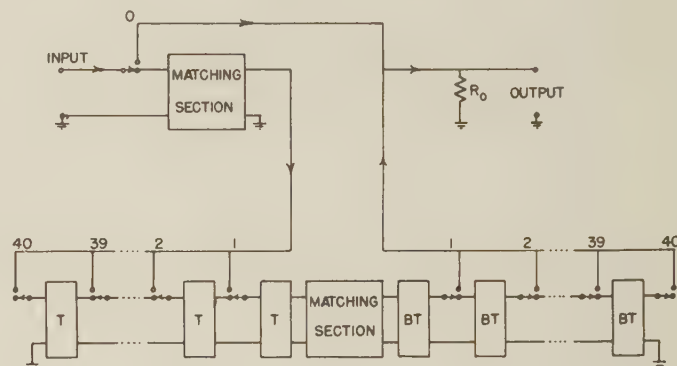 0
INPUT
MATCHING
SECTION
R₀
OUTPUT
40 39 2 1 1 2 39 40
T T T MATCHING SECTION BT BT BT